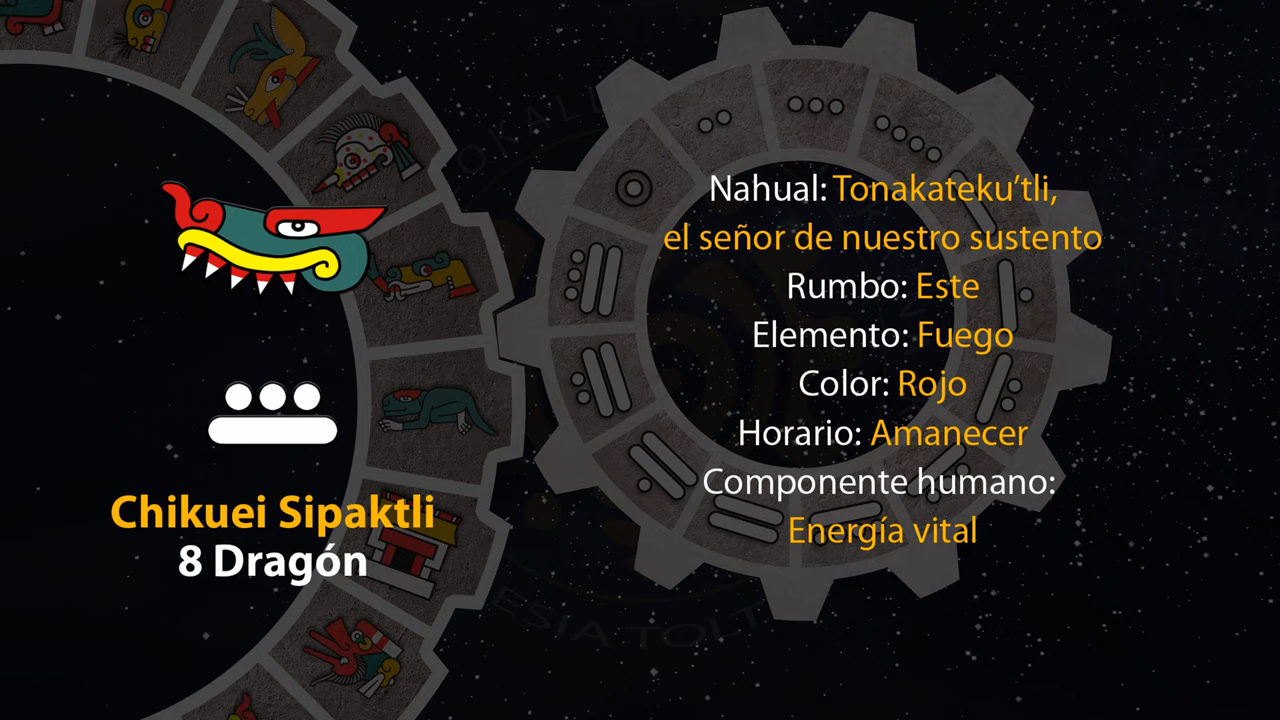 Chikuei Sipaktli
8 Dragón
Nahual: Tonakateku’tli,
el señor de nuestro sustento
Rumbo: Este
Elemento: Fuego
Color: Rojo
Horario: Amanecer
Componente humano:
Energía vital